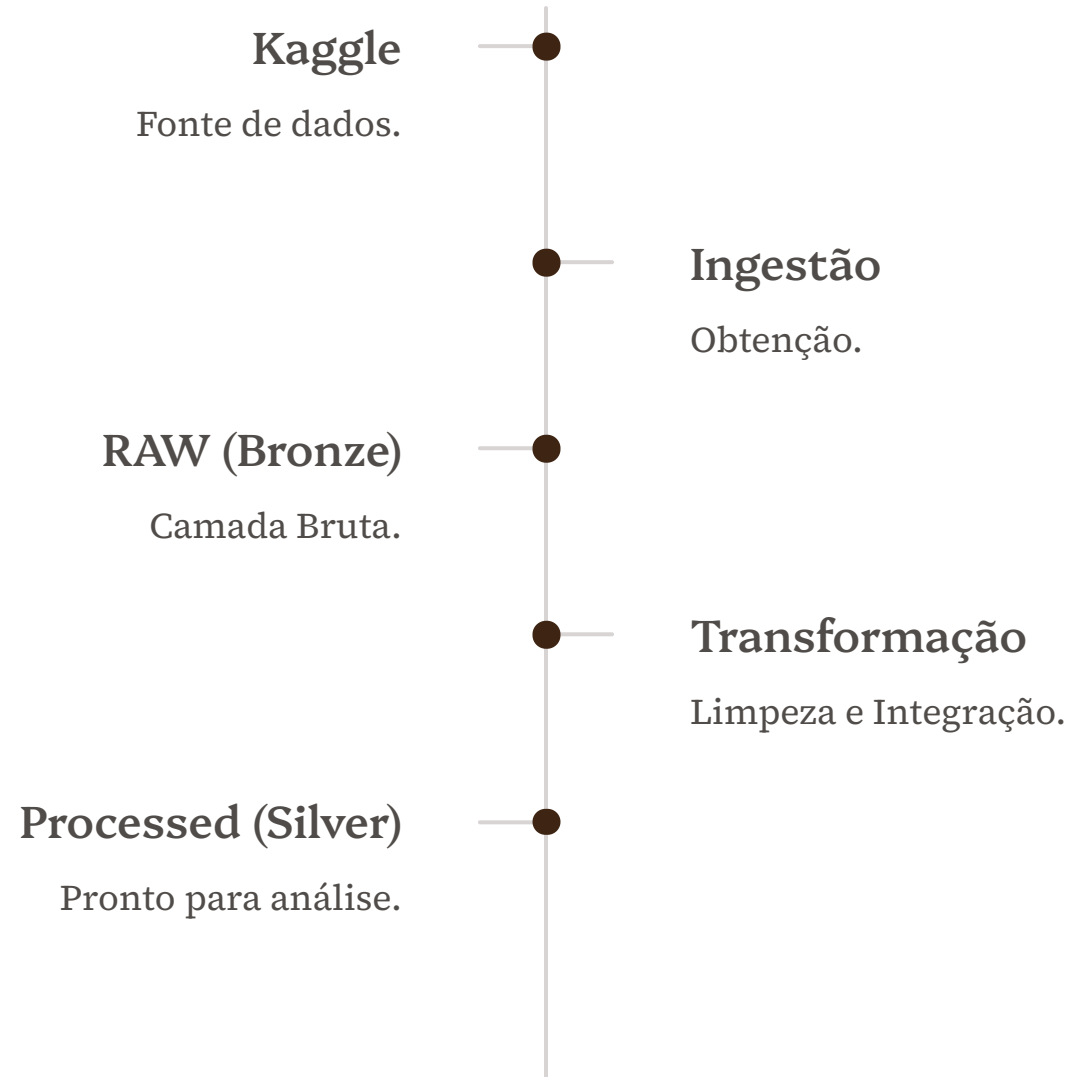 Kaggle
Fonte de dados.
Ingestão
Obtenção.
RAW (Bronze)
Camada Bruta.
Transformação
Limpeza e Integração.
Processed (Silver)
Pronto para análise.